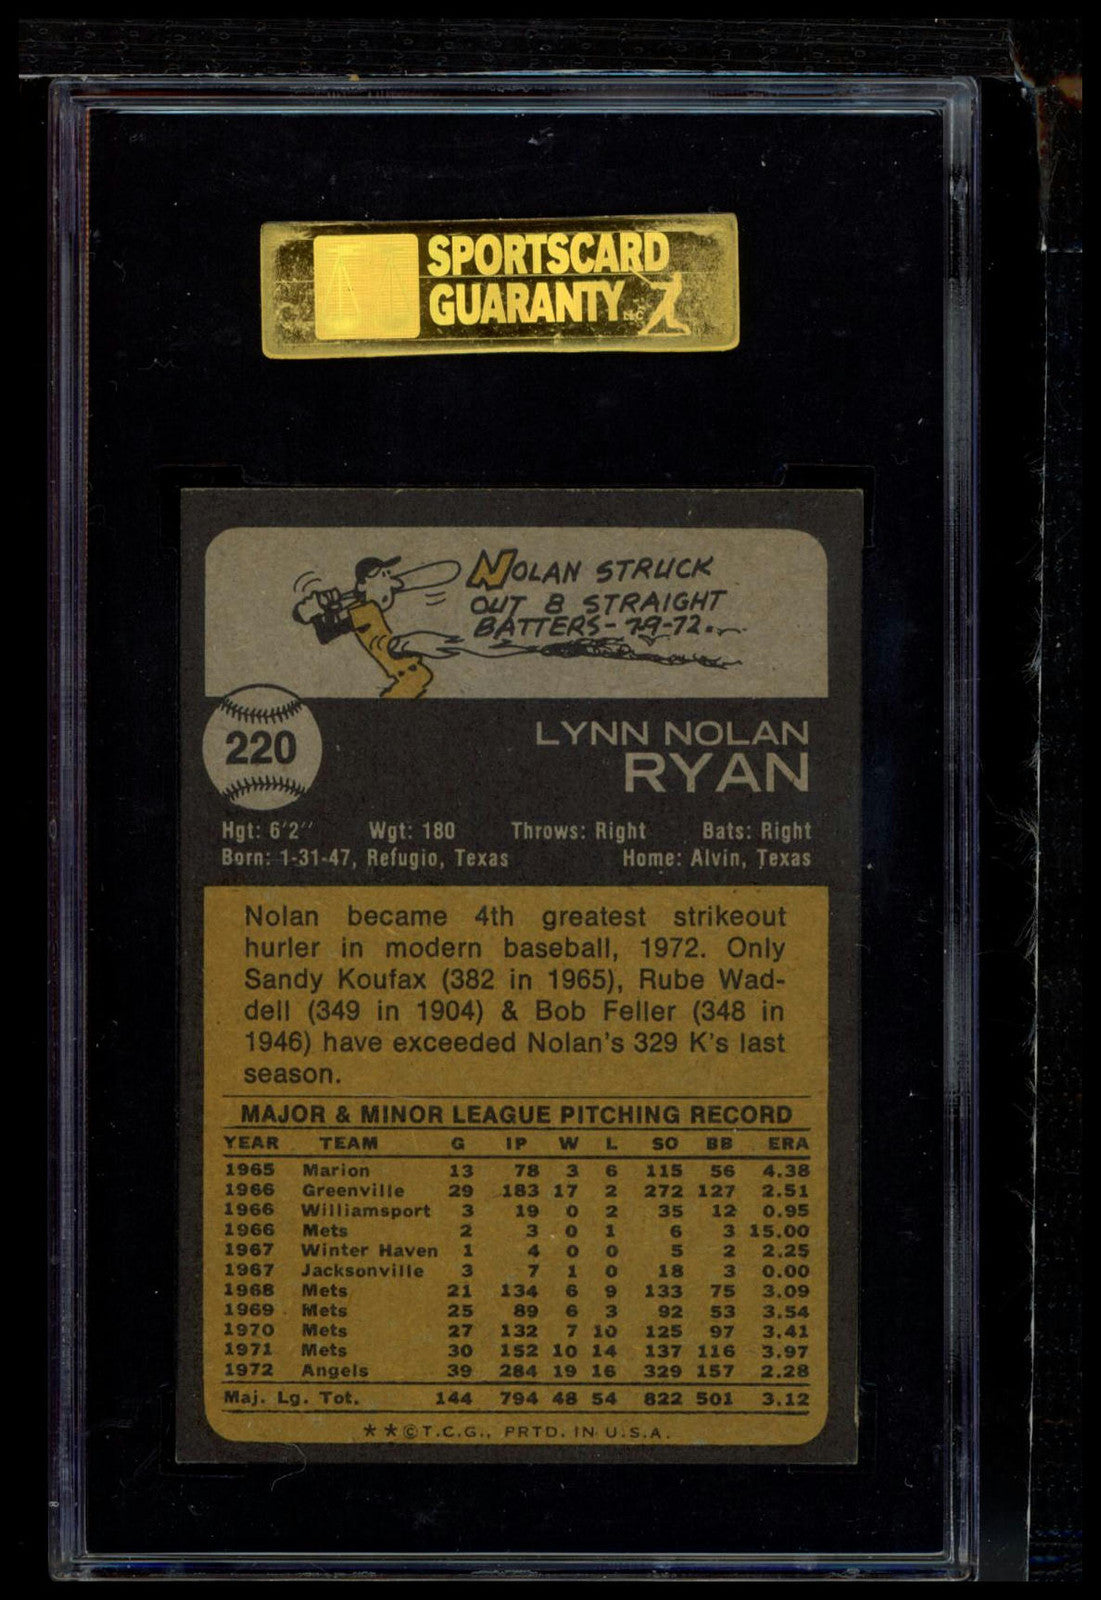 SPORTSCARD
GUARANTY INC
NOLAN STRUCK
OUT 8 STRAIGHT
BATTERS-7-9-72.
220
LYNN NOLAN
RYAN
Hgt: 6'2" Wgt: 180 Throws: Right Bats: Right
Born: 1-31-47, Refugio, Texas Home: Alvin, Texas
Nolan became 4th greatest strikeout
hurler in modern baseball, 1972. Only
Sandy Koufax (382 in 1965), Rube Wad-
dell (349 in 1904) & Bob Feller (348 in
1946) have exceeded Nolan's 329 K's last
season.
MAJOR & MINOR LEAGUE PITCHING RECORD
YEAR TEAM G IP W L SO BB ERA
1965 Marion 13 78 3 6 115 56 4.38
1966 Greenville 29 183 17 2 272 127 2.51
1966 Williamsport 3 19 0 2 35 12 0.95
1966 Mets 2 3 0 1 6 3 15.00
1967 Winter Haven 1 4 0 0 5 2 2.25
1967 Jacksonville 3 7 1 0 18 3 0.00
1968 Mets 21 134 6 9 133 75 3.09
1969 Mets 25 89 6 3 92 53 3.54
1970 Mets 27 132 7 10 125 97 3.41
1971 Mets 30 152 10 14 137 116 3.97
1972 Angels 39 284 19 16 329 157 2.28
Maj. Lg. Tot. 144 794 48 54 822 501 3.12
★★©T.C.G., PRTD. IN U.S.A.